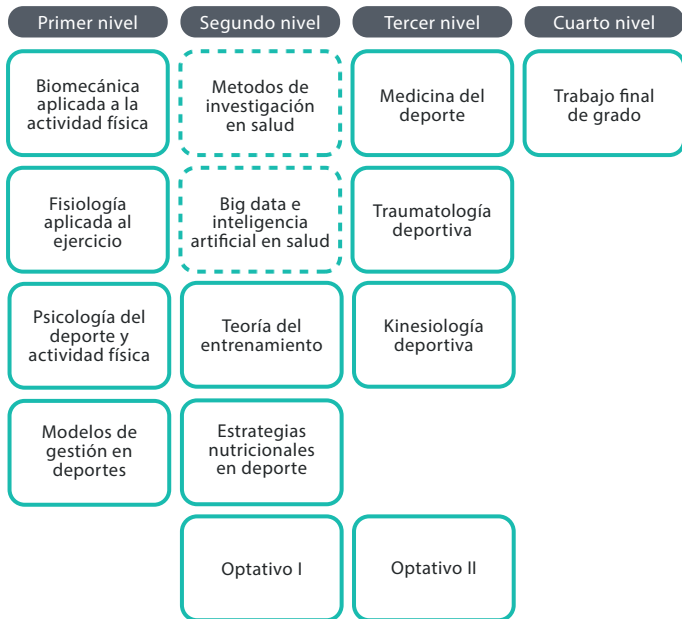 Primer nivel
Segundo nivel
Tercer nivel
Cuarto nivel
Biomecánica
aplicada a la
actividad física
Metodos de
investigación
en salud
Medicina del
deporte
Trabajo final
de grado
Fisiología
aplicada al
ejercicio
Big data e
inteligencia
artificial en salud
Traumatología
deportiva
Psicología del
deporte y
actividad física
Teoría del
entrenamiento
Kinesiología
deportiva
Modelos de
gestión en
deportes
Estrategias
nutricionales
en deporte
Optativo I
Optativo II